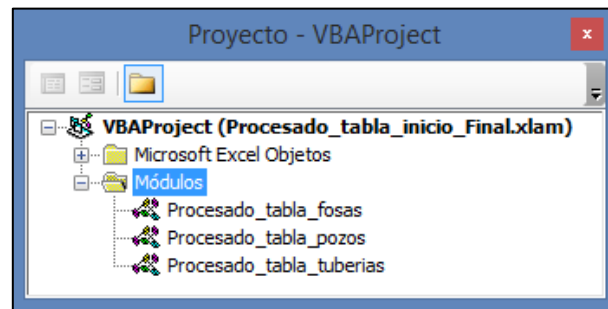 Proyecto - VBAProject
x
VBAProject (Procesado_tabla_inicio_Final.xlam)
Microsoft Excel Objetos
Módulos
Procesado_tabla_fosas
Procesado_tabla_pozos
Procesado_tabla_tuberias